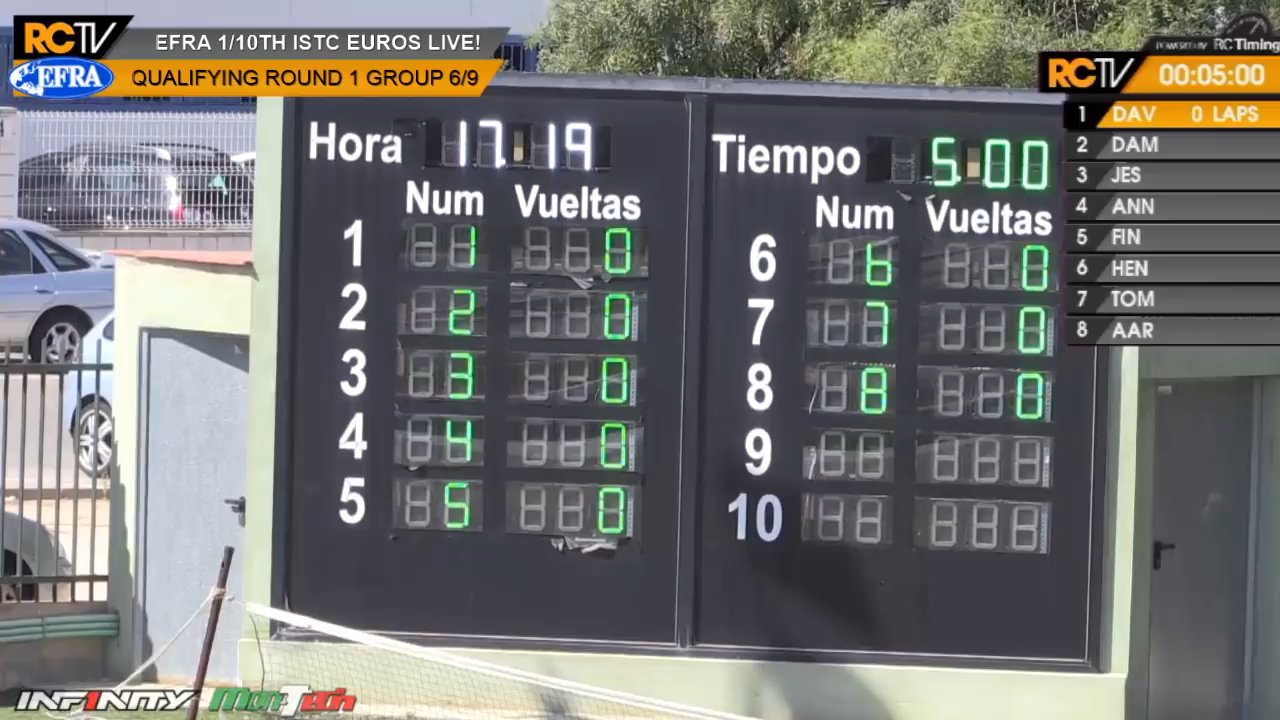 RCTV
EFRA 1/10TH ISTC EUROS LIVE!
EFRA
QUALIFYING ROUND 1 GROUP 6/9
POWERED BY RC Timing
RCTV 00:05:00
1 DAV 0 LAPS
2 DAM
3 JES
4 ANN
5 FIN
6 HEN
7 TOM
8 AAR
Hora 17:19
Num Vueltas
1 1 0
2 2 0
3 3 0
4 4 0
5 5 0
Tiempo 5:00
Num Vueltas
6 6 0
7 7 0
8 8 0
9
10
INFINITY MonTech